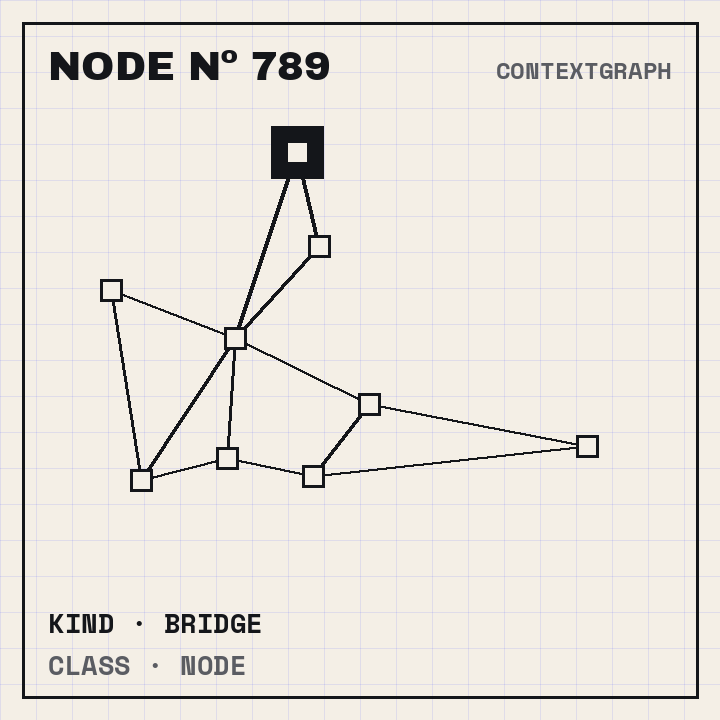 NODE Nº 789
CONTEXTGRAPH
KIND · BRIDGE
CLASS · NODE